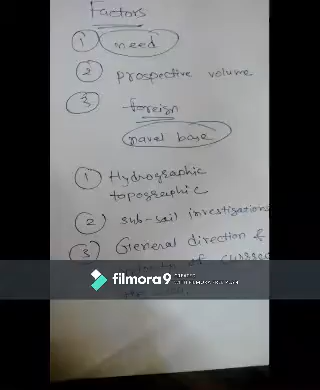 Factors
① need
② prospective volume
③ foreign
naval base
① Hydrographic
topographic
② sub-soil investigations
③ General direction &
of
filmora9